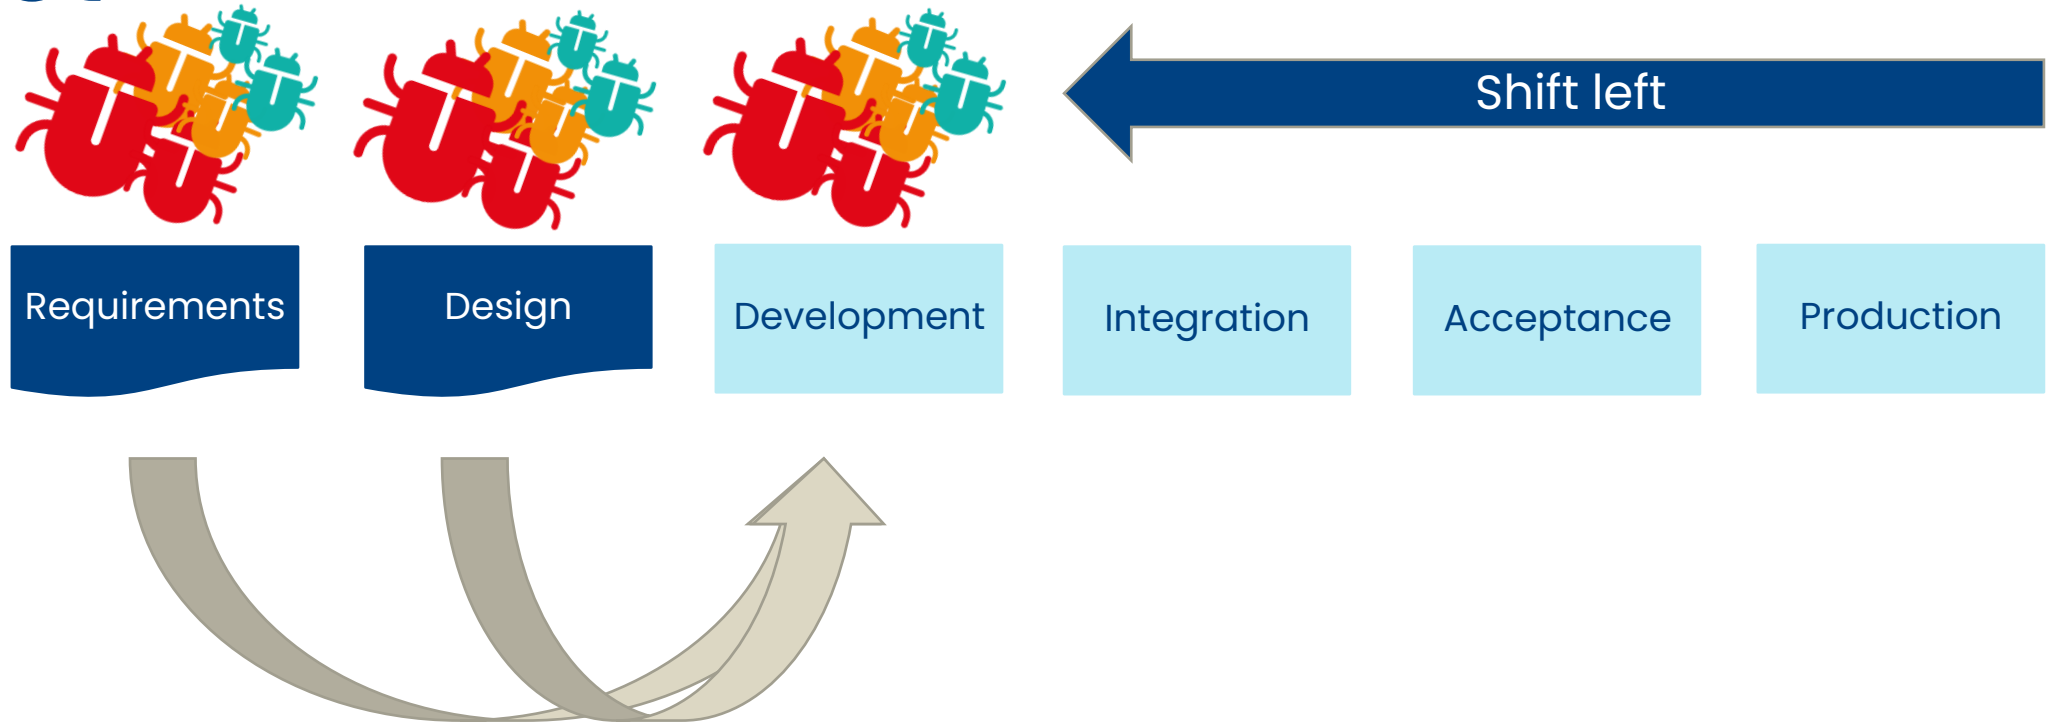 Shift left
Requirements
Design
Development
Integration
Acceptance
Production